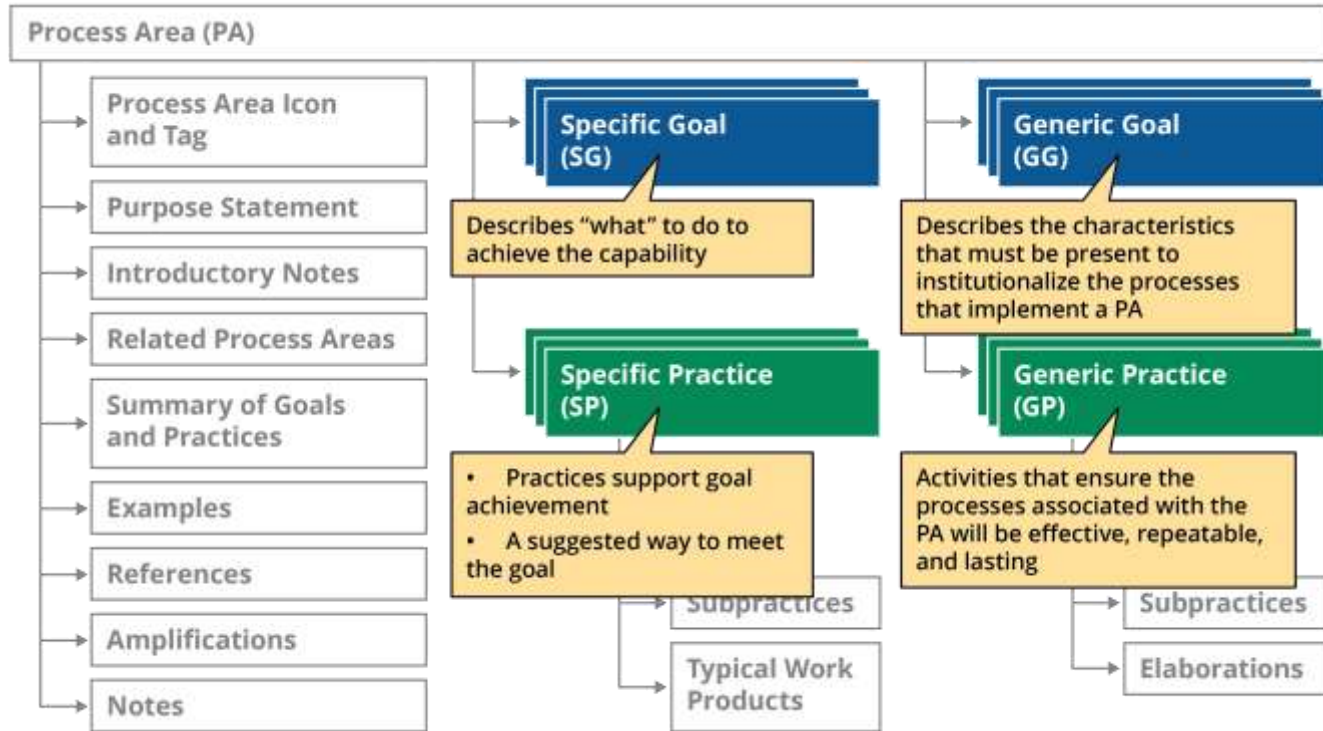 Process Area (PA)
Process Area Icon
and Tag
Purpose Statement
Introductory Notes
Related Process Areas
Summary of Goals
and Practices
Examples
References
Amplifications
Notes
Specific Goal
(SG)
Describes “what” to do to
achieve the capability
Specific Practice
(SP)
• Practices support goal
achievement
• A suggested way to meet
the goal
Subpractices
Typical Work
Products
Generic Goal
(GG)
Describes the characteristics
that must be present to
institutionalize the processes
that implement a PA
Generic Practice
(GP)
Activities that ensure the
processes associated with the
PA will be effective, repeatable,
and lasting
Subpractices
Elaborations